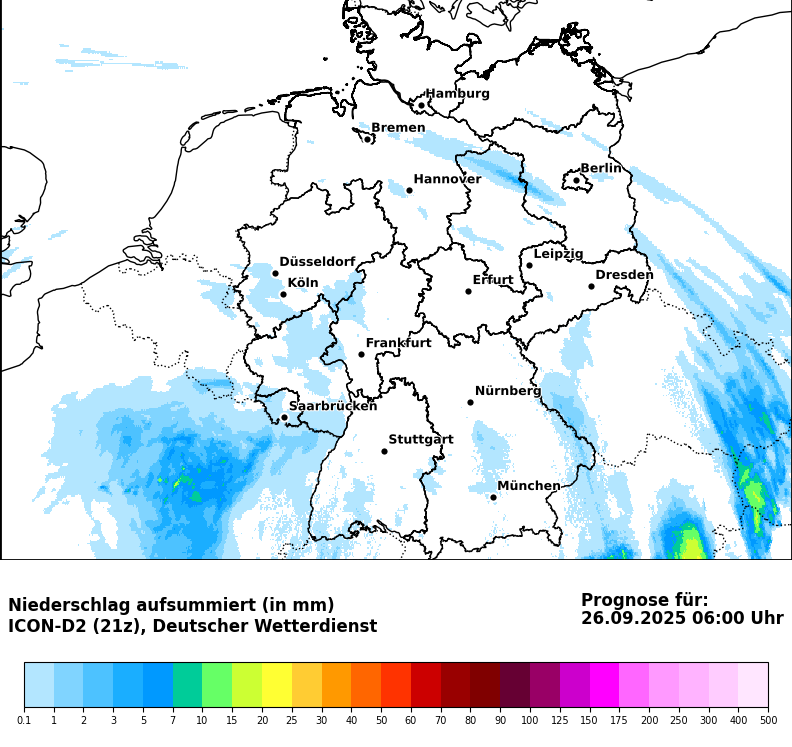 Hamburg
Bremen
Berlin
Hannover
Leipzig
Düsseldorf
Dresden
Köln
Erfurt
Frankfurt
Nürnberg
Saarbrücken
Stuttgart
München
Niederschlag aufsummiert (in mm)
ICON-D2 (21z), Deutscher Wetterdienst
Prognose für:
26.09.2025 06:00 Uhr
0.1 1 2 3 5 7 10 15 20 25 30 40 50 60 70 80 90 100 125 150 175 200 250 300 400 500